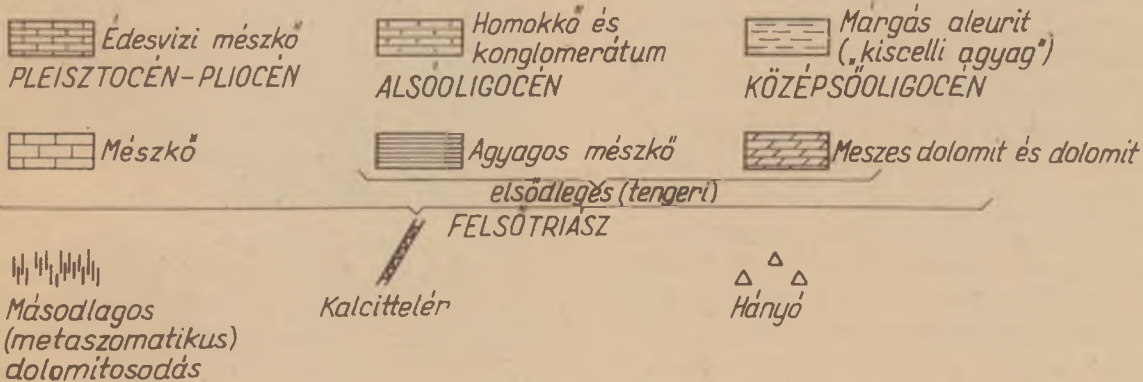 Édesvizi mészkő
PLEISZTOCÉN-PLIOCÉN
Homokkő és
konglomerátum
ALSÓOLIGOCÉN
Márgás aleurit
(„kiscelli agyag”)
KÖZÉPSŐOLIGOCÉN
Mészkő
Agyagos mészkő
Meszes dolomit és dolomit
elsődleges (tengeri)
FELSŐTRIÁSZ
Másodlagos
(metaszomatikus)
dolomitosodás
Kalcittelér
Hányó